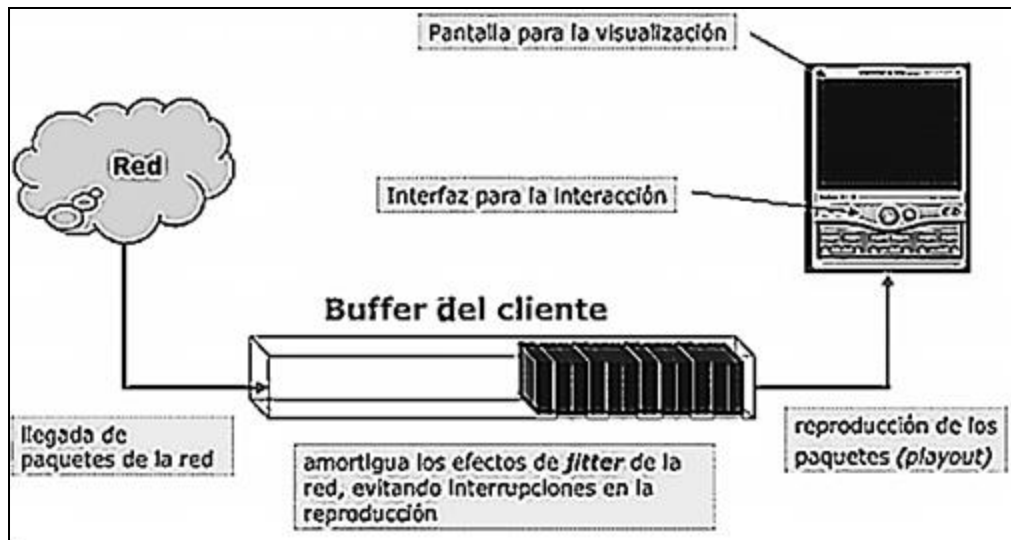 Pantalla para la visualización
Red
Interfaz para la interacción
Buffer del cliente
llegada de
paquetes de la red
amortigua los efectos de jitter de la
red, evitando interrupciones en la
reproducción
reproducción de los
paquetes (playout)